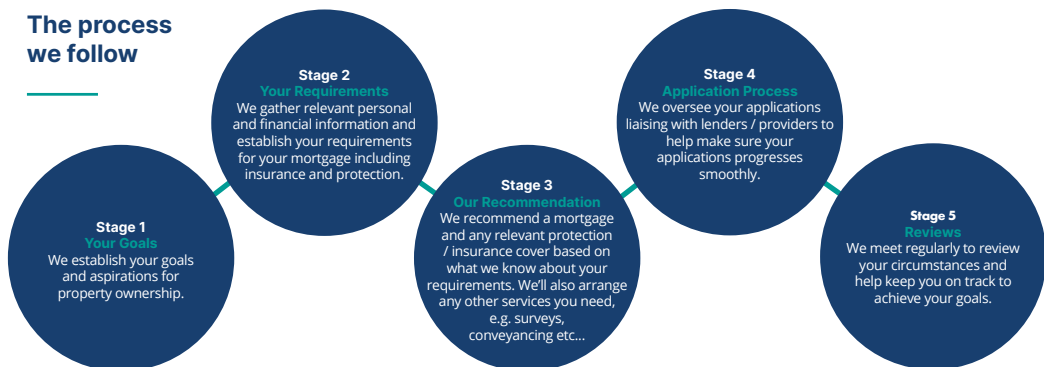 The process
we follow
Stage 1
Your Goals
We establish your goals
and aspirations for
property ownership.
Stage 2
Your Requirements
We gather relevant personal
and financial information and
establish your requirements
for your mortgage including
insurance and protection.
Stage 3
Our Recommendation
We recommend a mortgage
and any relevant protection
/ insurance cover based on
what we know about your
requirements. We’ll also arrange
any other services you need,
e.g. surveys,
conveyancing etc...
Stage 4
Application Process
We oversee your applications
liaising with lenders / providers to
help make sure your
applications progresses
smoothly.
Stage 5
Reviews
We meet regularly to review
your circumstances and
help keep you on track to
achieve your goals.